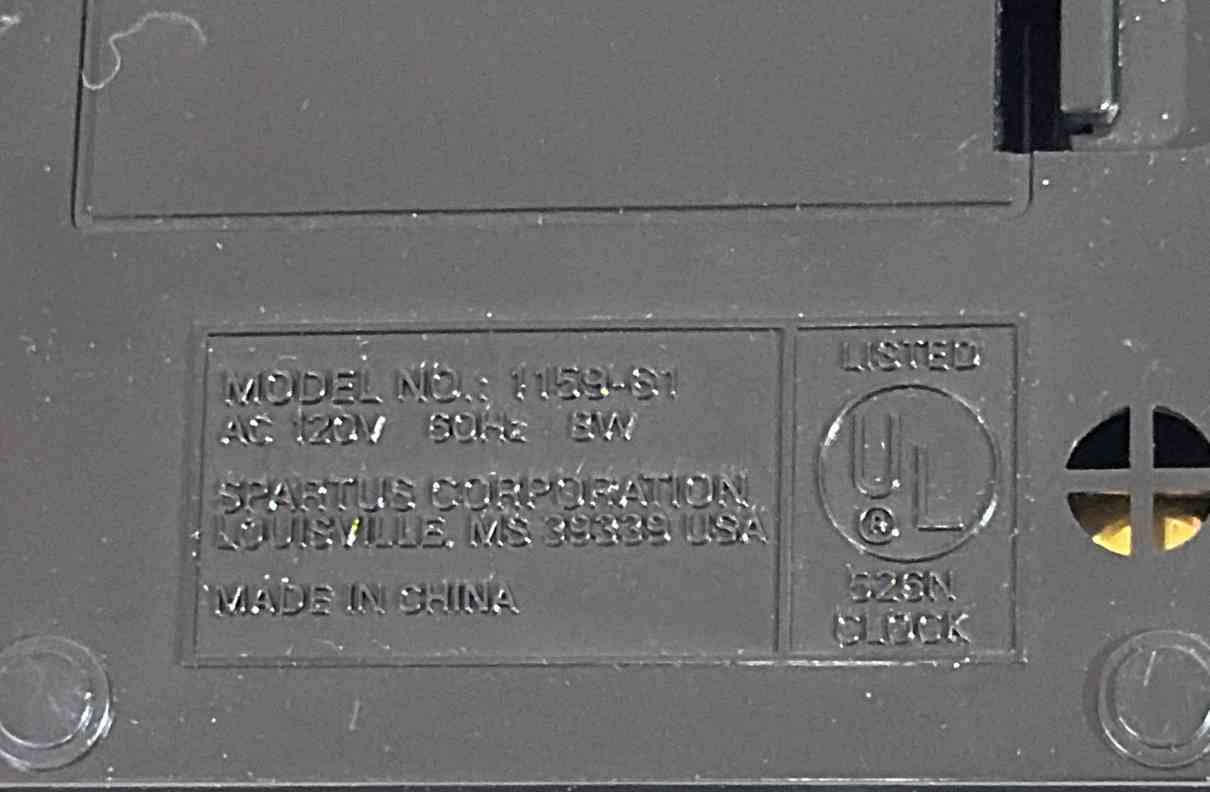 MODEL NO.: 1159-61
AC 120V 60Hz 8W
SPARTUS CORPORATION,
LOUISVILLE, MS 39339 USA
MADE IN CHINA
LISTED
UL
®
526N
CLOCK